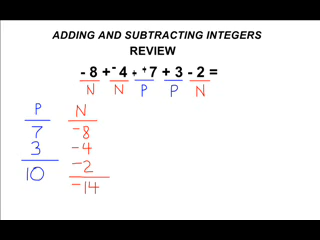 ADDING AND SUBTRACTING INTEGERS
REVIEW
- 8 + ⁻ 4 + ⁺ 7 + 3 - 2 =
N N P P N
P N
7 -8
3 -4
-2
10 -14